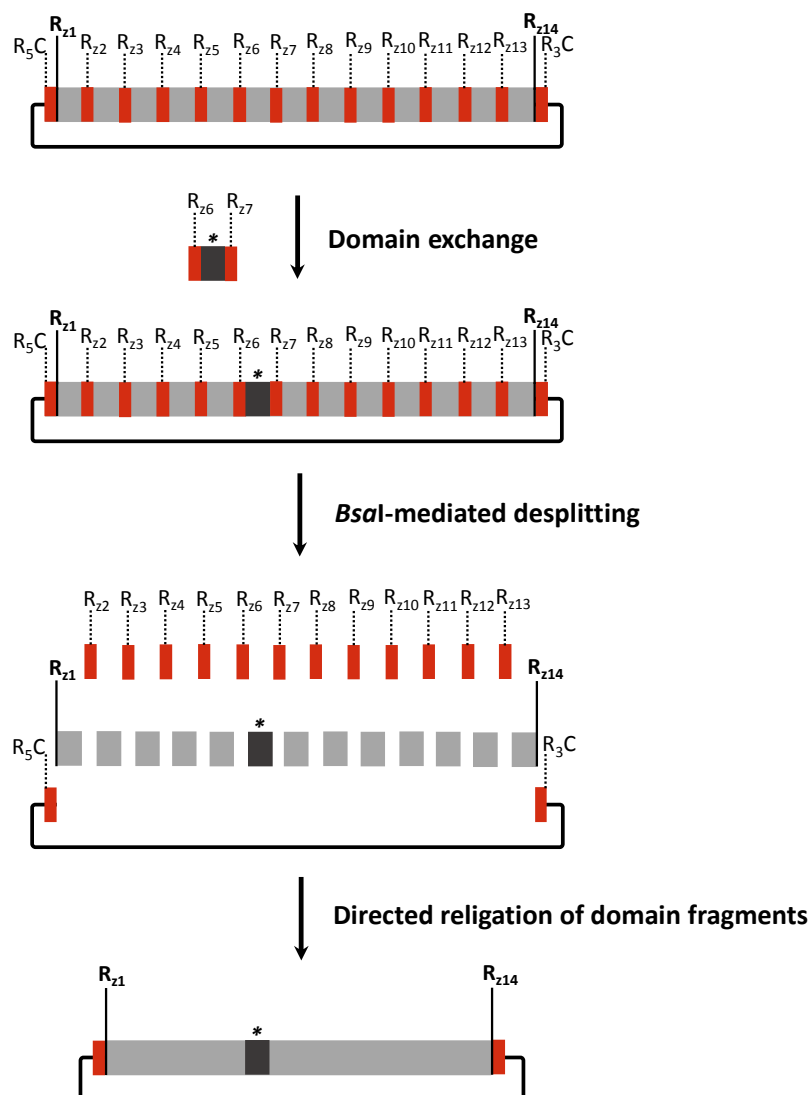 R5C Rz1 Rz2 Rz3 Rz4 Rz5 Rz6 Rz7 Rz8 Rz9 Rz10 Rz11 Rz12 Rz13 Rz14 R3C
Rz6 Rz7
*
Domain exchange
R5C Rz1 Rz2 Rz3 Rz4 Rz5 Rz6 Rz7 Rz8 Rz9 Rz10 Rz11 Rz12 Rz13 Rz14 R3C
*
BsaI-mediated desplitting
Rz2 Rz3 Rz4 Rz5 Rz6 Rz7 Rz8 Rz9 Rz10 Rz11 Rz12 Rz13
Rz1 Rz14
*
R5C R3C
Directed religation of domain fragments
Rz1 Rz14
*